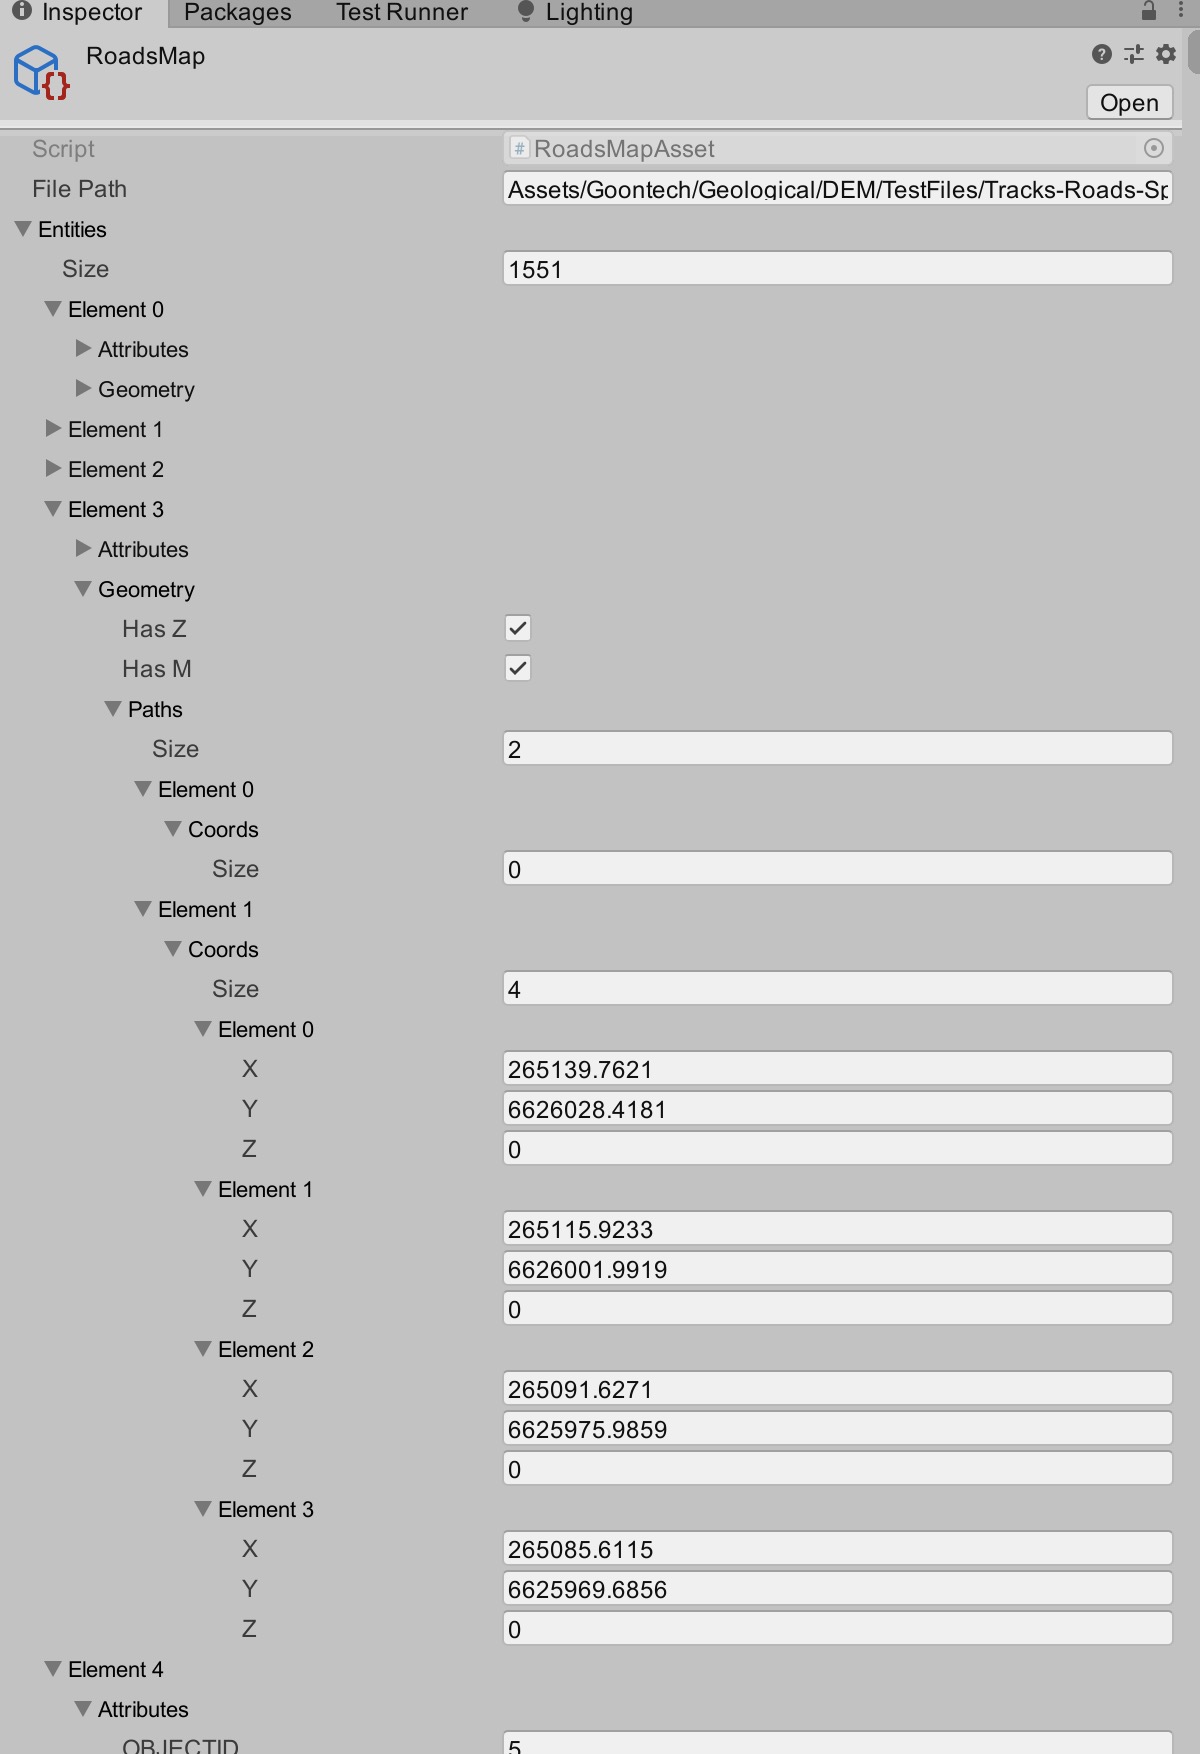 Inspector Packages Test Runner Lighting
RoadsMap
Open
Script # RoadsMapAsset
File Path Assets/Goontech/Geological/DEM/TestFiles/Tracks-Roads-Sp
Entities
Size 1551
Element 0
Attributes
Geometry
Element 1
Element 2
Element 3
Attributes
Geometry
Has Z
Has M
Paths
Size 2
Element 0
Coords
Size 0
Element 1
Coords
Size 4
Element 0
X 265139.7621
Y 6626028.4181
Z 0
Element 1
X 265115.9233
Y 6626001.9919
Z 0
Element 2
X 265091.6271
Y 6625975.9859
Z 0
Element 3
X 265085.6115
Y 6625969.6856
Z 0
Element 4
Attributes
OBJECTID 5